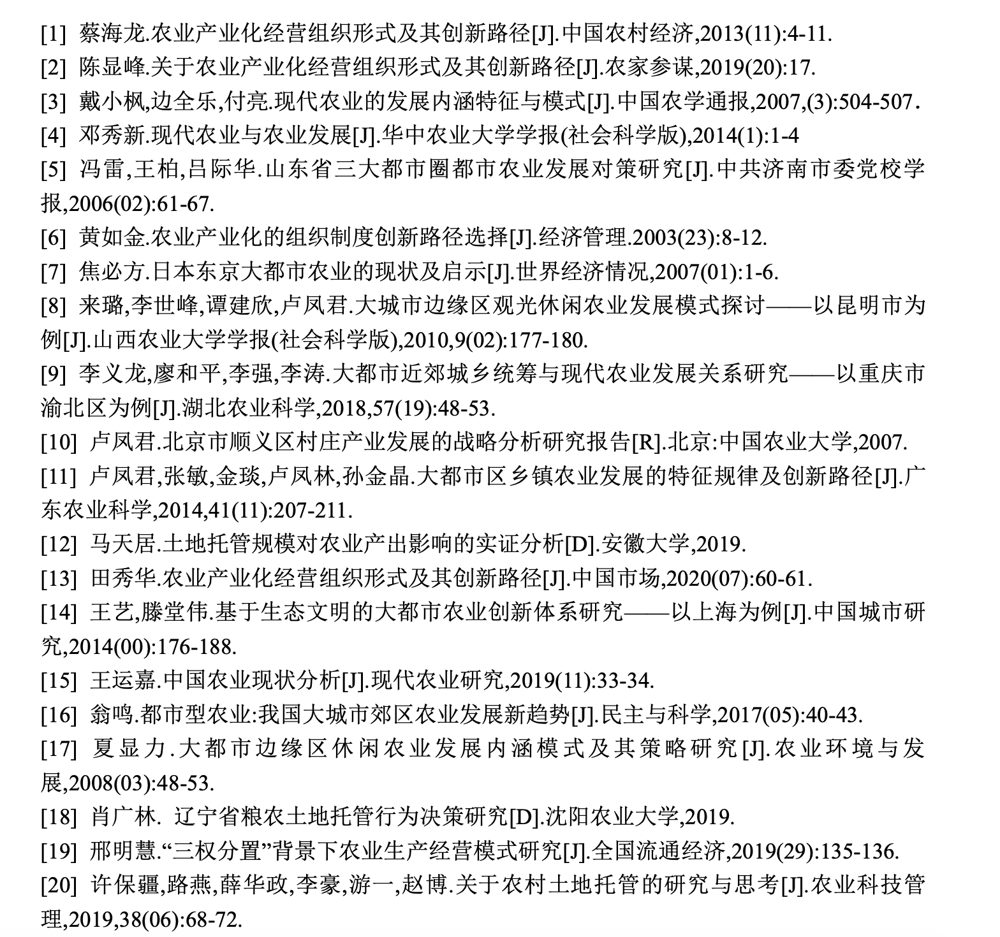 [1] 蔡海龙.农业产业化经营组织形式及其创新路径[J].中国农村经济,2013(11):4-11.
[2] 陈显峰.关于农业产业化经营组织形式及其创新路径[J].农家参谋,2019(20):17.
[3] 戴小枫,边全乐,付亮.现代农业的发展内涵特征与模式[J].中国农学通报,2007,(3):504-507.
[4] 邓秀新.现代农业与农业发展[J].华中农业大学学报(社会科学版),2014(1):1-4
[5] 冯雷,王柏,吕际华.山东省三大都市圈都市农业发展对策研究[J].中共济南市委党校学
报,2006(02):61-67.
[6] 黄如金.农业产业化的组织制度创新路径选择[J].经济管理.2003(23):8-12.
[7] 焦必方.日本东京大都市农业的现状及启示[J].世界经济情况,2007(01):1-6.
[8] 来璐,李世峰,谭建欣,卢凤君.大城市边缘区观光休闲农业发展模式探讨——以昆明市为
例[J].山西农业大学学报(社会科学版),2010,9(02):177-180.
[9] 李义龙,廖和平,李强,李涛.大都市近郊城乡统筹与现代农业发展关系研究——以重庆市
渝北区为例[J].湖北农业科学,2018,57(19):48-53.
[10] 卢凤君.北京市顺义区村庄产业发展的战略分析研究报告[R].北京:中国农业大学,2007.
[11] 卢凤君,张敏,金琰,卢凤林,孙金晶.大都市区乡镇农业发展的特征规律及创新路径[J].广
东农业科学,2014,41(11):207-211.
[12] 马天居.土地托管规模对农业产出影响的实证分析[D].安徽大学,2019.
[13] 田秀华.农业产业化经营组织形式及其创新路径[J].中国市场,2020(07):60-61.
[14] 王艺,滕堂伟.基于生态文明的大都市农业创新体系研究——以上海为例[J].中国城市研
究,2014(00):176-188.
[15] 王运嘉.中国农业现状分析[J].现代农业研究,2019(11):33-34.
[16] 翁鸣.都市型农业:我国大城市郊区农业发展新趋势[J].民主与科学,2017(05):40-43.
[17] 夏显力.大都市边缘区休闲农业发展内涵模式及其策略研究[J].农业环境与发
展,2008(03):48-53.
[18] 肖广林. 辽宁省粮农土地托管行为决策研究[D].沈阳农业大学,2019.
[19] 邢明慧.“三权分置”背景下农业生产经营模式研究[J].全国流通经济,2019(29):135-136.
[20] 许保疆,路燕,薛华政,李豪,游一,赵博.关于农村土地托管的研究与思考[J].农业科技管
理,2019,38(06):68-72.